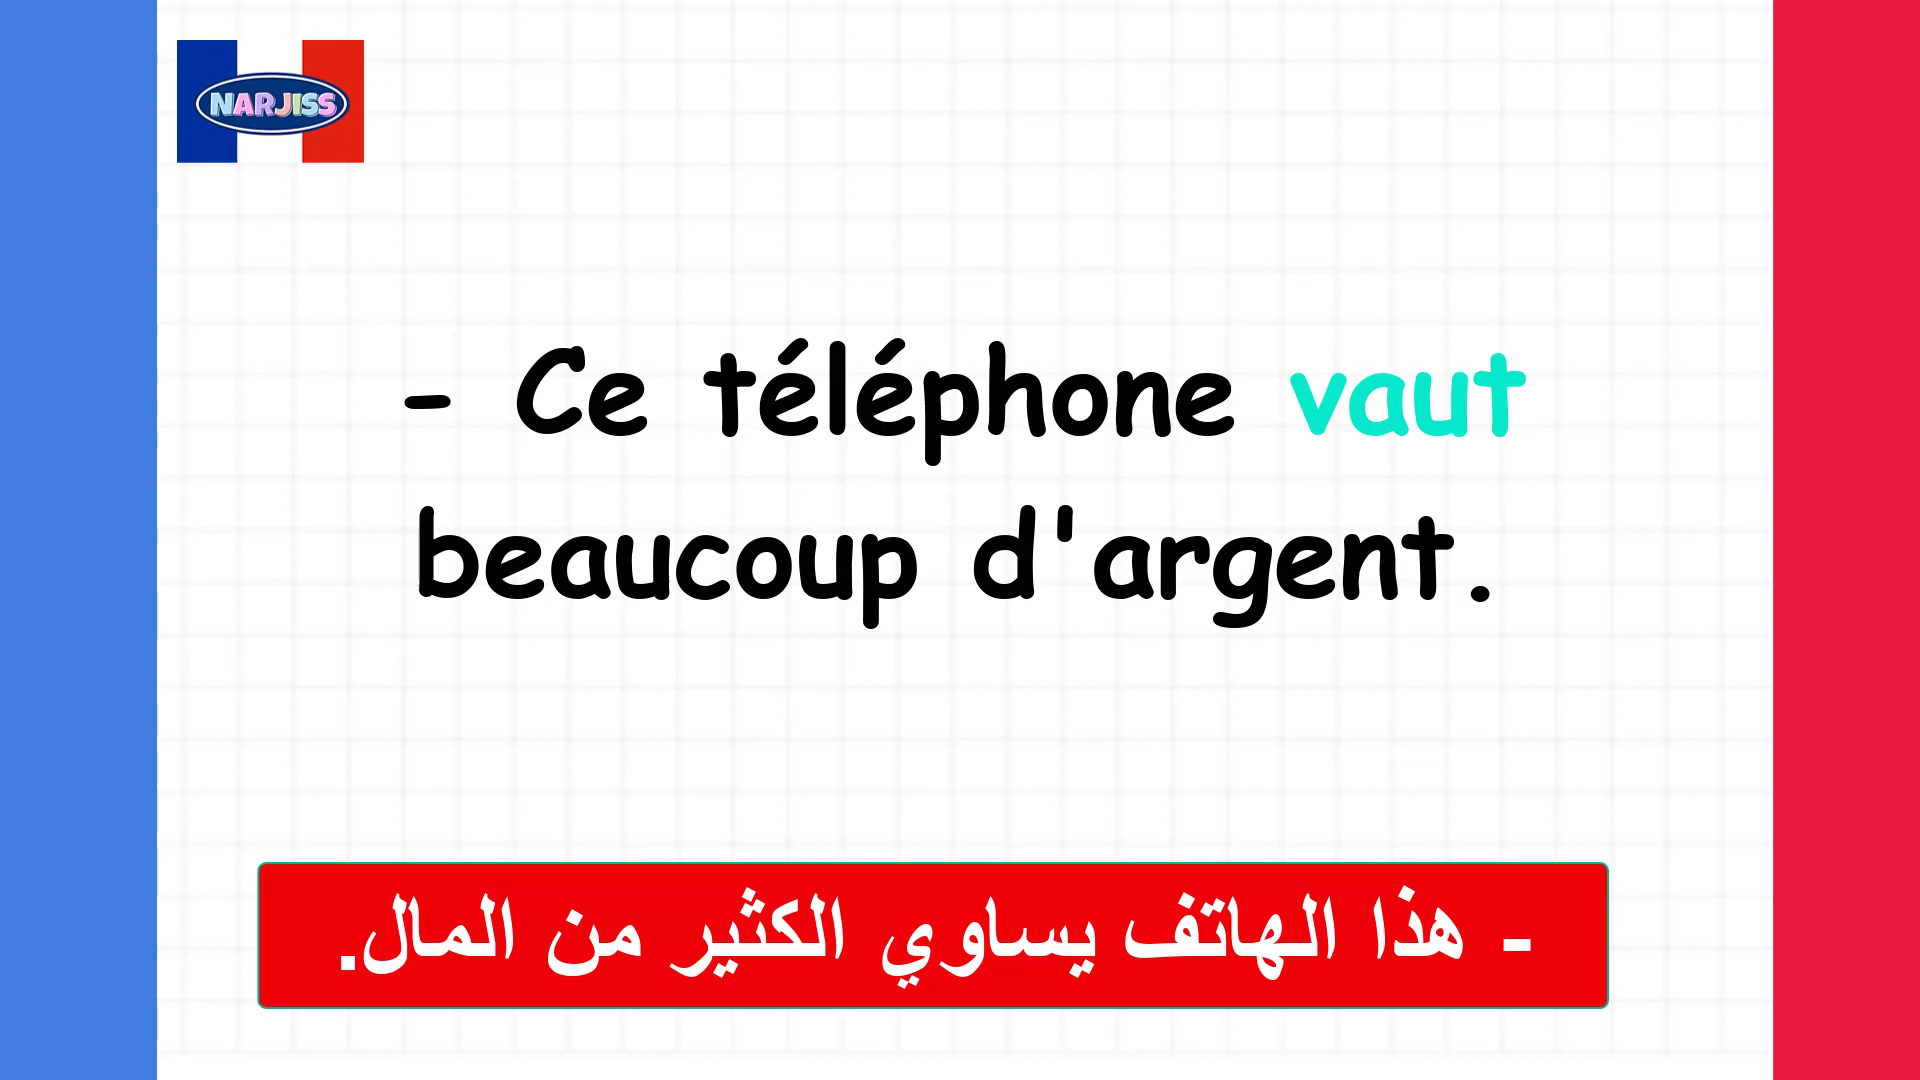 NARJISS
- Ce téléphone vaut
beaucoup d'argent.
- هذا الهاتف يساوي الكثير من المال.